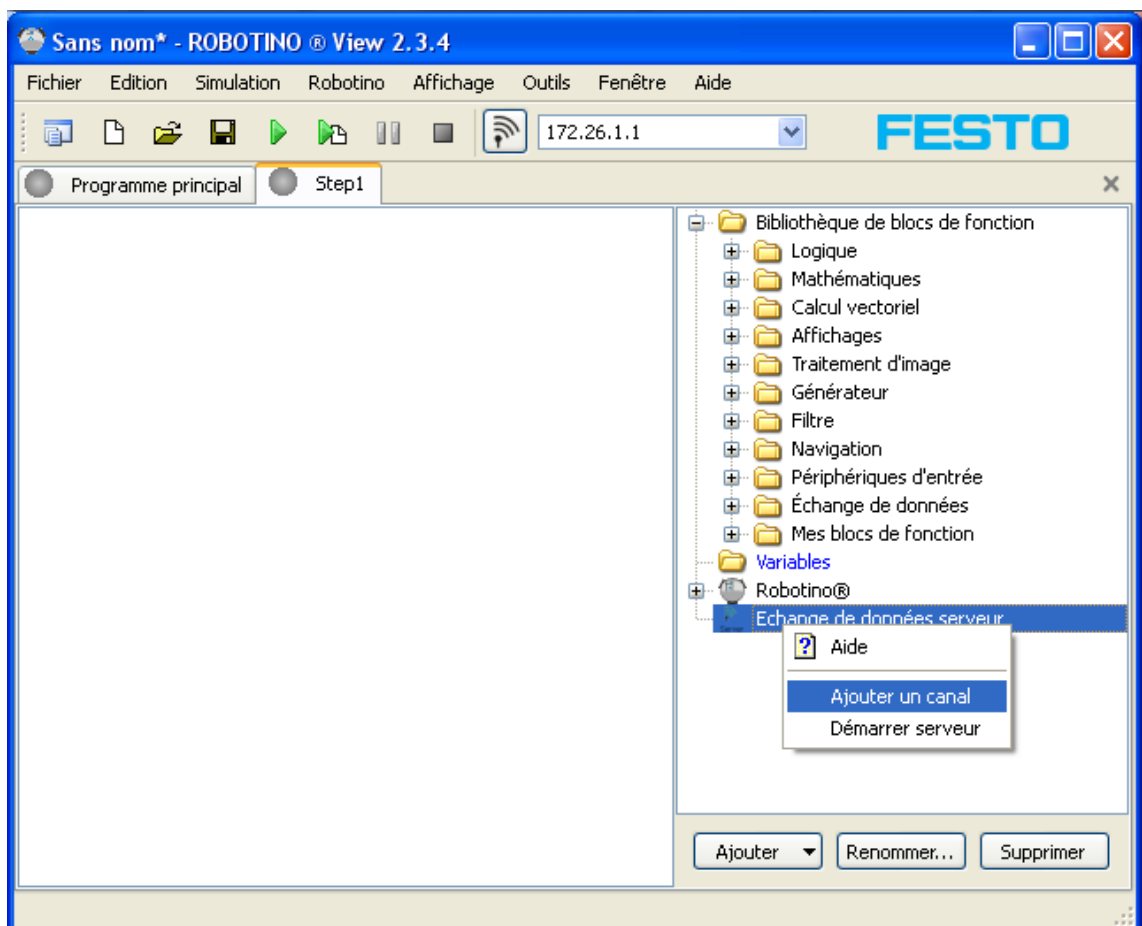 Sans nom* - ROBOTINO ® View 2.3.4
Fichier Edition Simulation Robotino Affichage Outils Fenêtre Aide
172.26.1.1 FESTO
Programme principal Step1
Bibliothèque de blocs de fonction
Logique
Mathématiques
Calcul vectoriel
Affichages
Traitement d'image
Générateur
Filtre
Navigation
Périphériques d'entrée
Échange de données
Mes blocs de fonction
Variables
Robotino®
Echange de données serveur
Aide
Ajouter un canal
Démarrer serveur
Ajouter Renommer... Supprimer